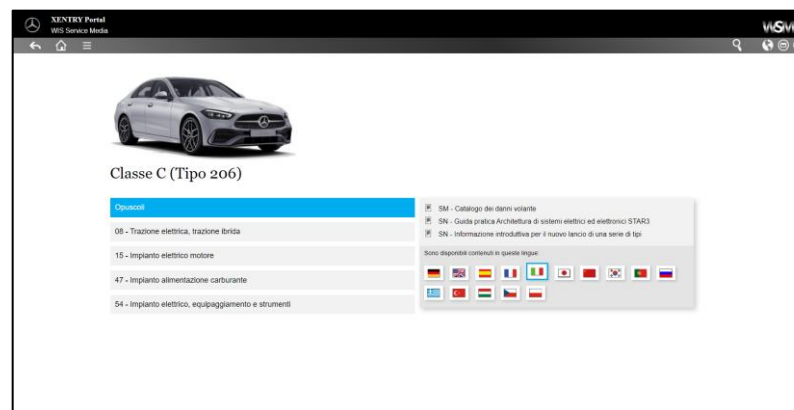 XENTRY Portal
WIS Service Media
WSM
Classe C (Tipo 206)
Opuscoli
08 - Trazione elettrica, trazione ibrida
15 - Impianto elettrico motore
47 - Impianto alimentazione carburante
54 - Impianto elettrico, equipaggiamento e strumenti
SM - Catalogo dei danni volante
SN - Guida pratica Architettura di sistemi elettrici ed elettronici STAR3
SN - Informazione introduttiva per il nuovo lancio di una serie di tipi
Sono disponibili contenuti in queste lingue: